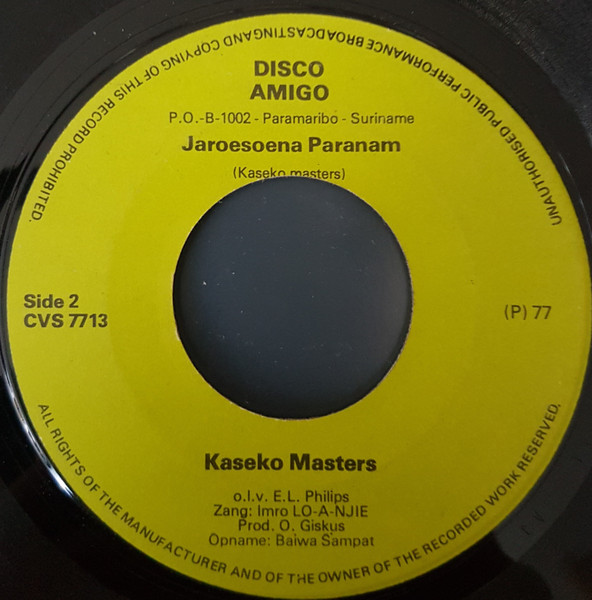 UNAUTHORISED PUBLIC PERFORMANCE BROADCASTINGAND COPYING OF THIS RECORD PROHIBITED.
DISCO
AMIGO
P.O.-B-1002 - Paramaribo - Suriname
Jaroesoena Paranam
(Kaseko masters)
Side 2
CVS 7713
(P) 77
Kaseko Masters
o.l.v. E.L. Philips
Zang: Imro LO-A-NJIE
Prod. O. Giskus
Opname: Baiwa Sampat
ALL RIGHTS OF THE MANUFACTURER AND OF THE OWNER OF THE RECORDED WORK RESERVED.